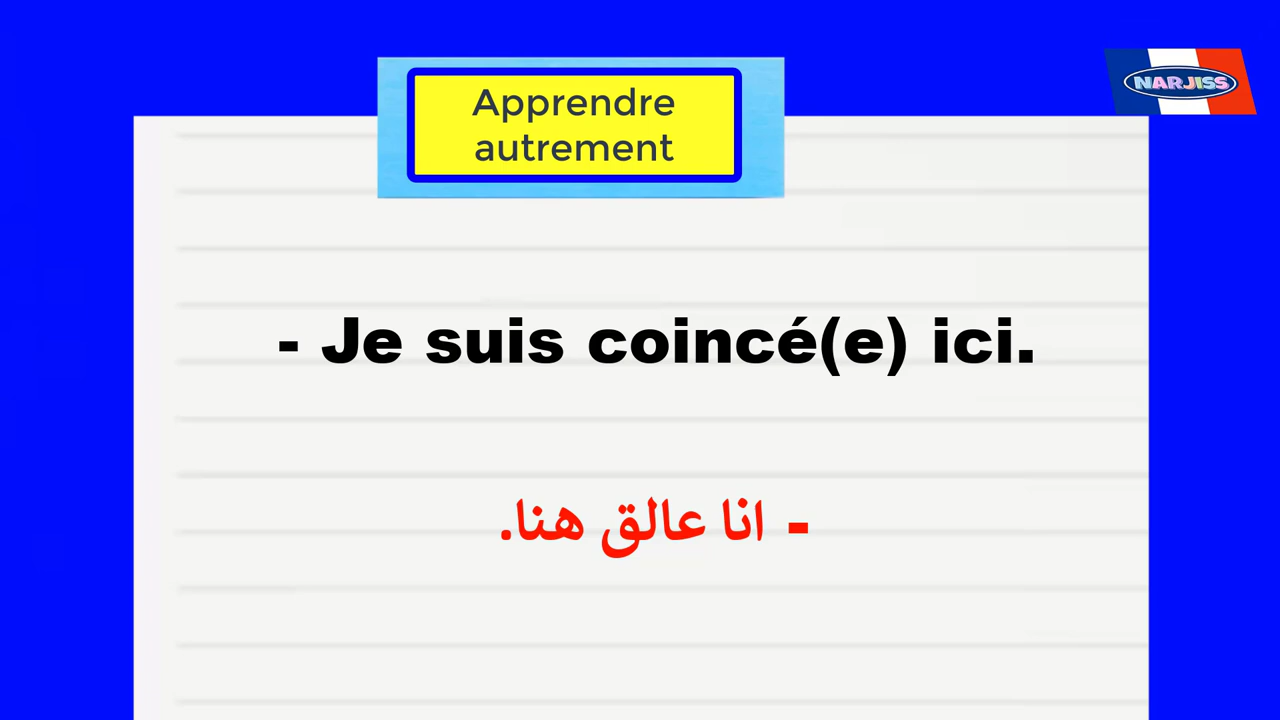 Apprendre
autrement
NARJISS
- Je suis coincé(e) ici.
- انا عالق هنا.